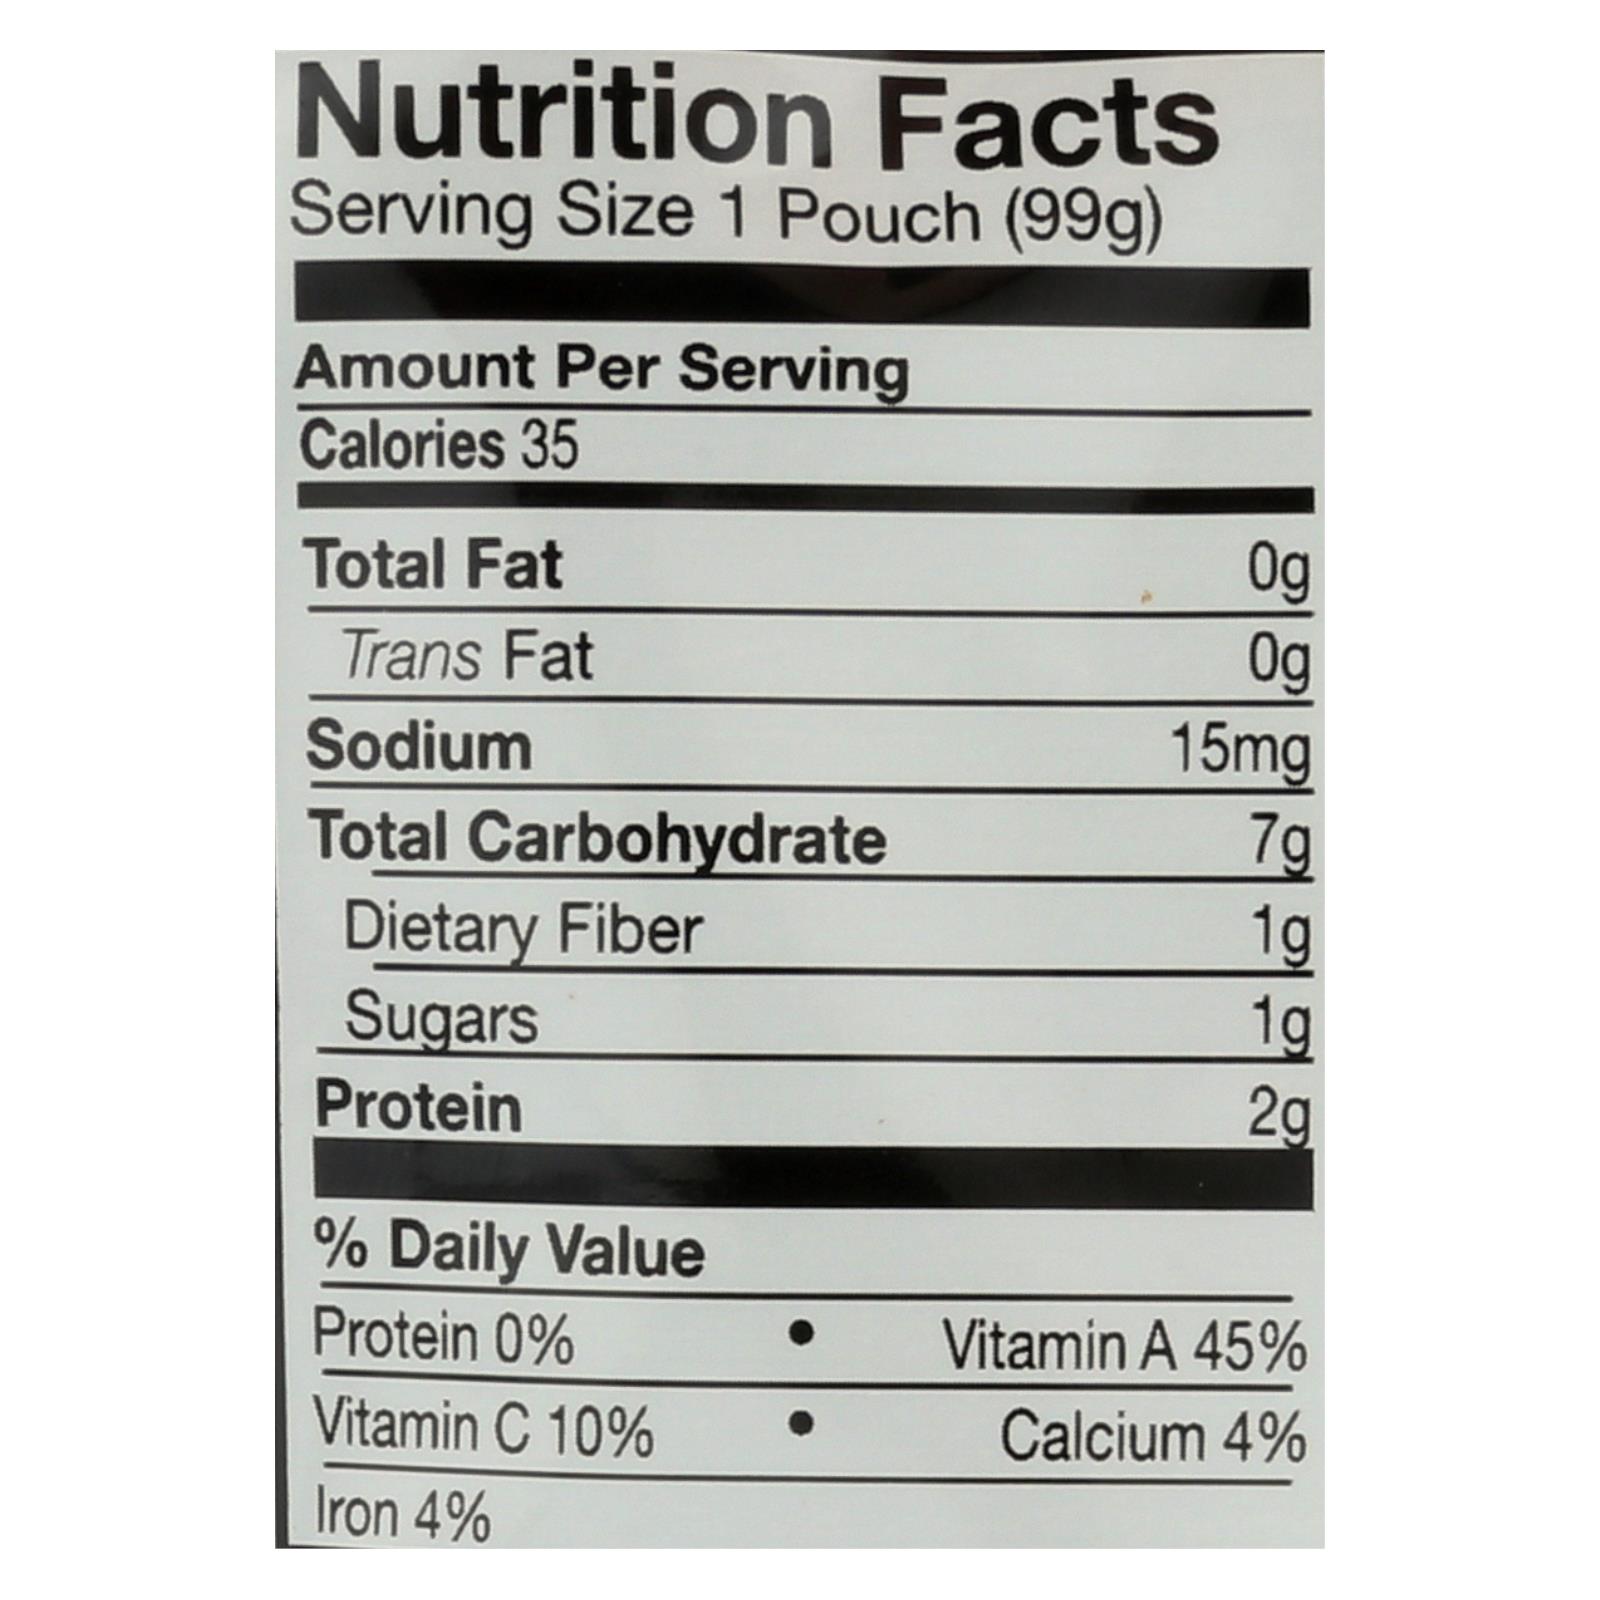 Nutrition Facts
Serving Size 1 Pouch (99g)
Amount Per Serving
Calories 35
Total Fat 0g
Trans Fat 0g
Sodium 15mg
Total Carbohydrate 7g
Dietary Fiber 1g
Sugars 1g
Protein 2g
% Daily Value
Protein 0% • Vitamin A 45%
Vitamin C 10% • Calcium 4%
Iron 4%